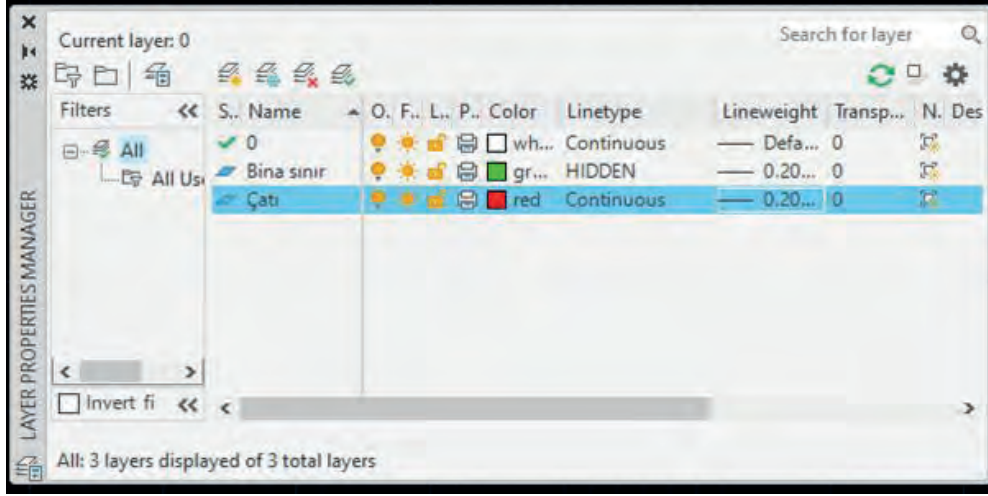 Current layer: 0
Search for layer
Filters
S.. Name O. F.. L.. P.. Color Linetype Lineweight Transp... N. Des
All
All Us
0 wh... Continuous Defa... 0
Bina sınır gr... HIDDEN 0.20... 0
Çatı red Continuous 0.20... 0
Invert fi
All: 3 layers displayed of 3 total layers
LAYER PROPERTIES MANAGER